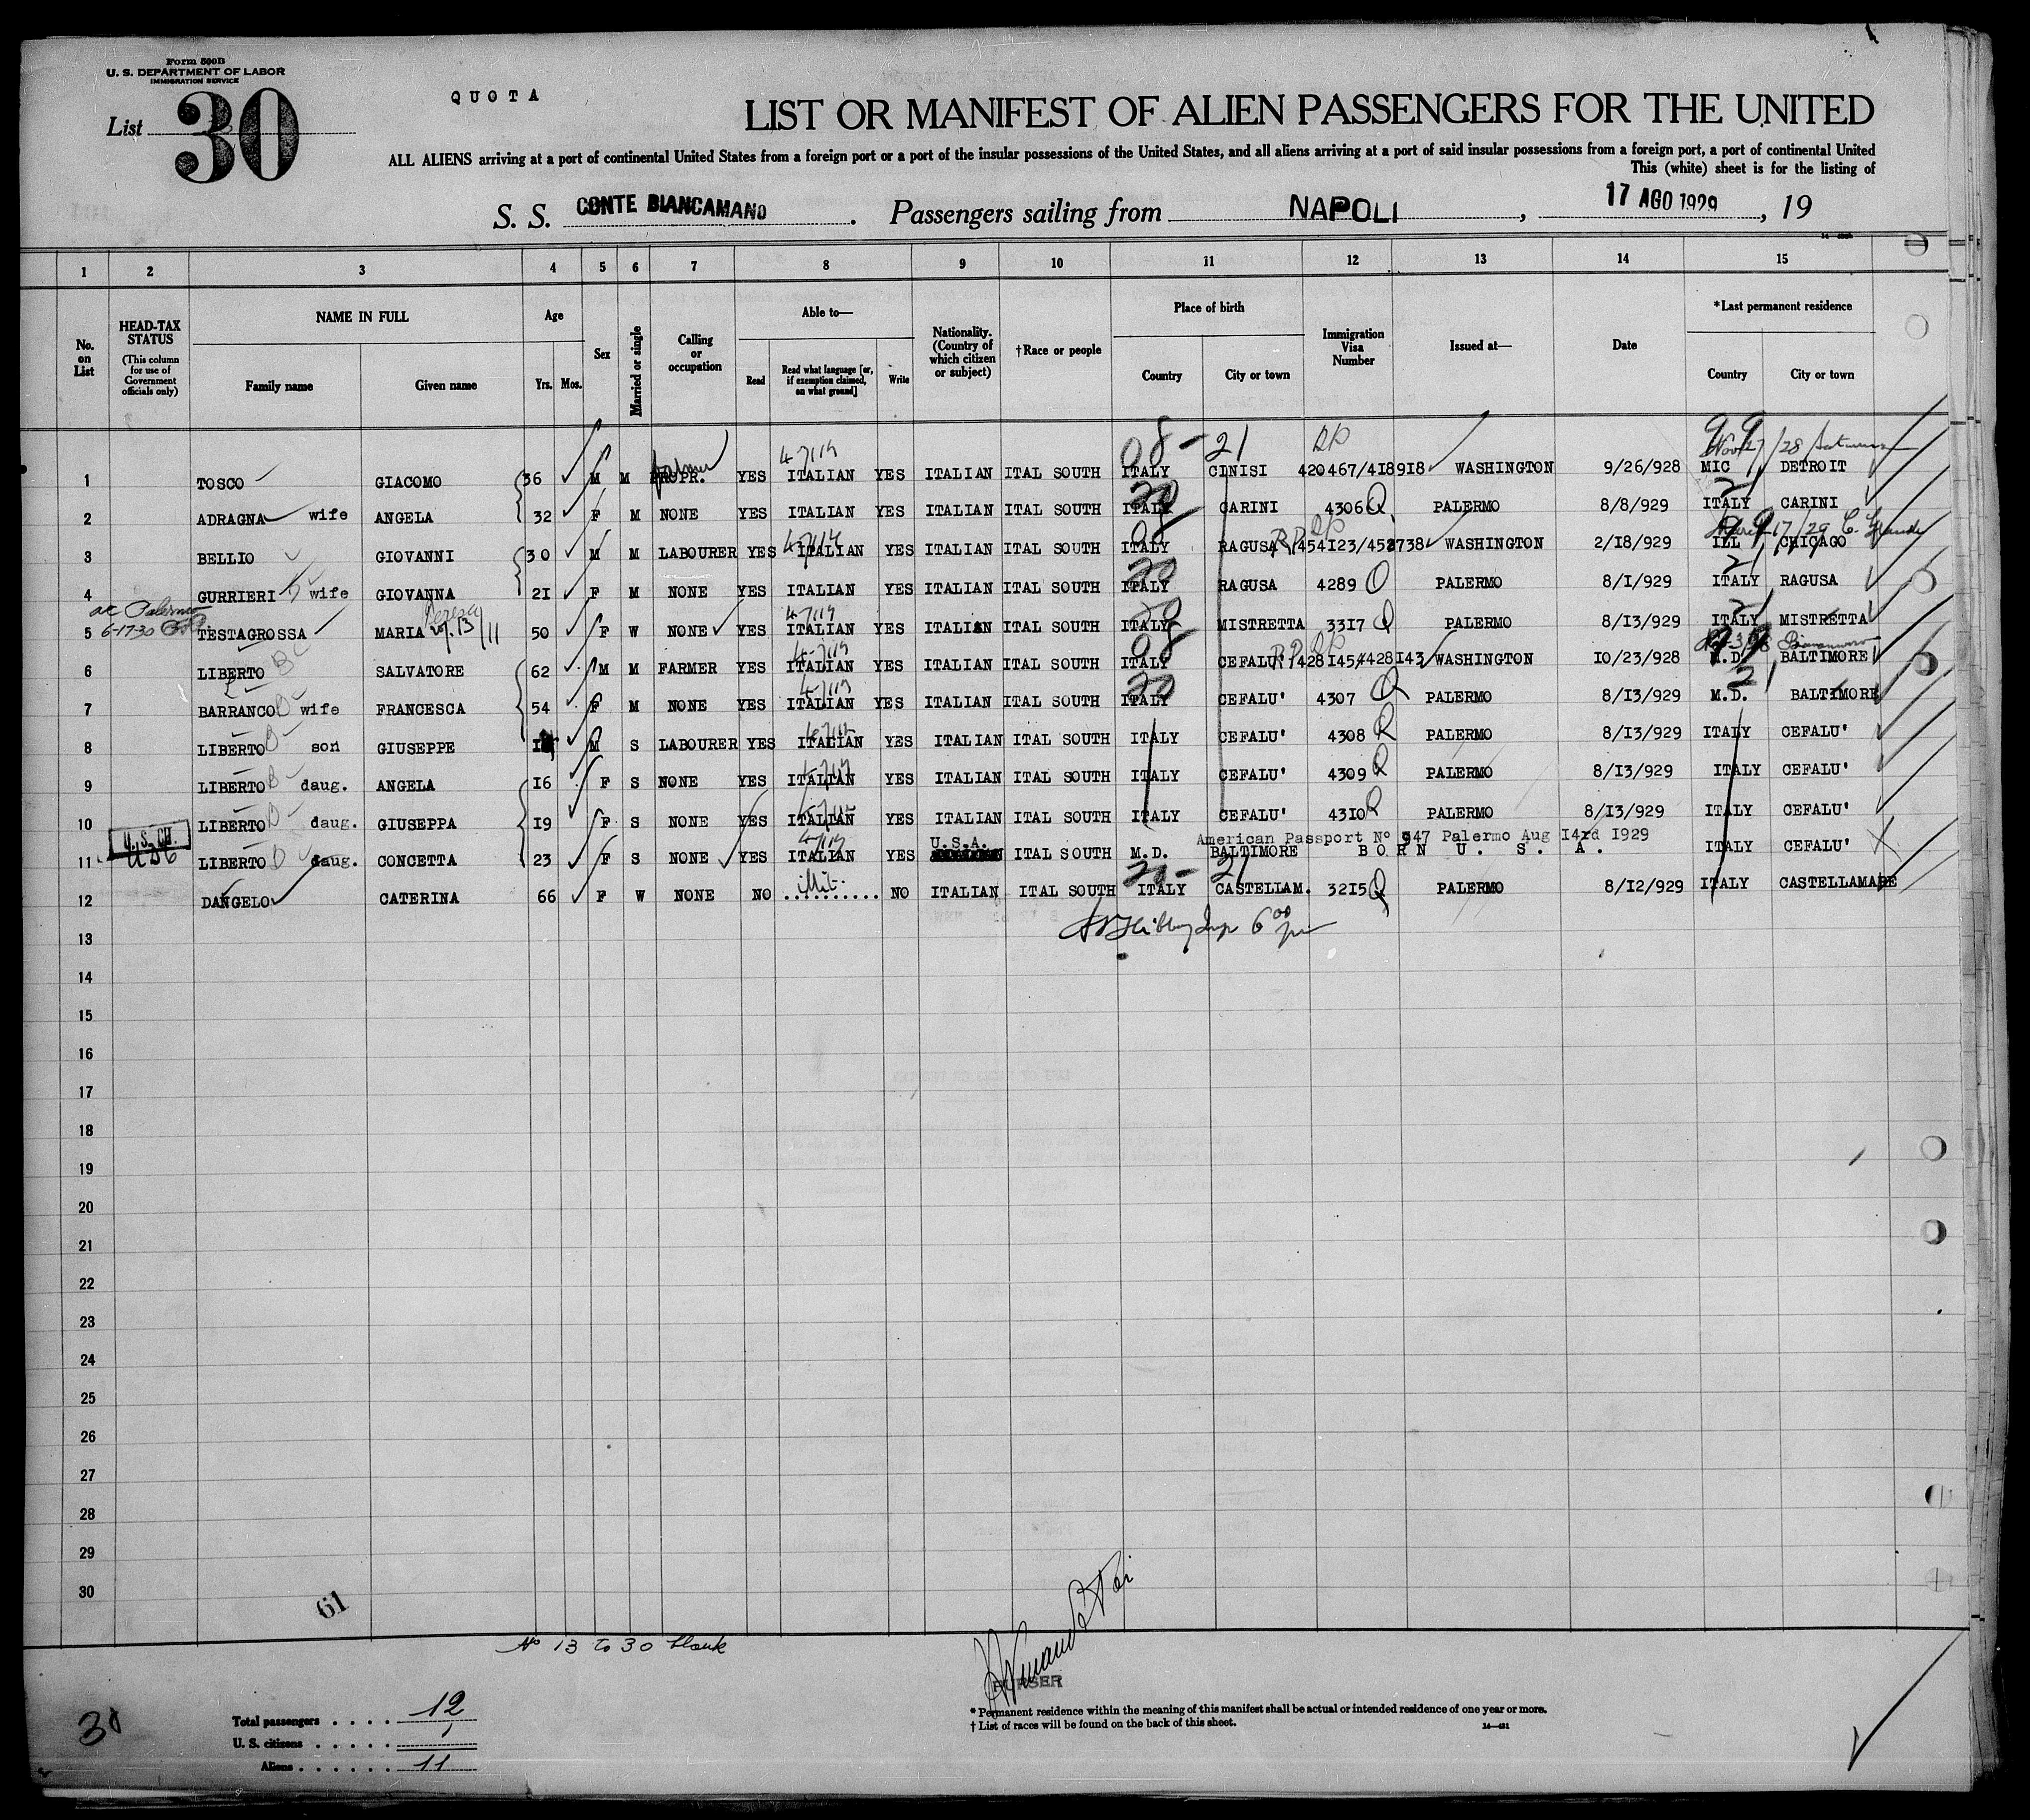 Form 500B
U. S. DEPARTMENT OF LABOR
IMMIGRATION SERVICE
List 30
QUOTA
LIST OR MANIFEST OF ALIEN PASSENGERS FOR THE UNITED
ALL ALIENS arriving at a port of continental United States from a foreign port or a port of the insular possessions of the United States, and all aliens arriving at a port of said insular possessions from a foreign port, a port of continental United
This (white) sheet is for the listing of
S. S. CONTE BIANCAMANO. Passengers sailing from NAPOLI, 17 AGO 1929, 19
1 2 3 4 5 6 7 8 9 10 11 12 13 14 15
No. on List
HEAD-TAX STATUS (This column for use of Government officials only)
NAME IN FULL
Family name Given name
Age
Yrs. Mos.
Sex
Married or single
Calling or occupation
Able to—
Read Read what language [or, if exemption claimed, on what ground] Write
Nationality. (Country of which citizen or subject)
†Race or people
Place of birth
Country City or town
Immigration Visa Number
Issued at—
Date
*Last permanent residence
Country City or town
08-21 99
farmer
1 TOSCO GIACOMO 36 M M PROPR. YES ITALIAN YES ITALIAN ITAL SOUTH ITALY CINISI 420467/418918 WASHINGTON 9/26/928 MIC DETROIT
2 ADRAGNA wife ANGELA 32 F M NONE YES ITALIAN YES ITALIAN ITAL SOUTH ITALY CARINI 4306 Q PALERMO 8/8/929 ITALY CARINI
3 BELLIO GIOVANNI 30 M M LABOURER YES ITALIAN YES ITALIAN ITAL SOUTH ITALY RAGUSA WASHINGTON 2/18/929 ILL CHICAGO
4 GURRIERI wife GIOVANNA 21 F M NONE YES ITALIAN YES ITALIAN ITAL SOUTH ITALY RAGUSA 4289 Q PALERMO 8/1/929 ITALY RAGUSA
Palermo
6-17-30
5 TESTAGROSSA MARIA 50 F W NONE YES ITALIAN YES ITALIAN ITAL SOUTH ITALY MISTRETTA 3317 Q PALERMO 8/13/929 ITALY MISTRETTA
6 LIBERTO SALVATORE 62 M M FARMER YES ITALIAN YES ITALIAN ITAL SOUTH ITALY CEFALU' 428145/428143 WASHINGTON 10/23/928 M.D. BALTIMORE
7 BARRANCO wife FRANCESCA 54 F M NONE YES ITALIAN YES ITALIAN ITAL SOUTH ITALY CEFALU' 4307 Q PALERMO 8/13/929 M.D. BALTIMORE
8 LIBERTO son GIUSEPPE M S LABOURER YES ITALIAN YES ITALIAN ITAL SOUTH ITALY CEFALU' 4308 Q PALERMO 8/13/929 ITALY CEFALU'
9 LIBERTO daug. ANGELA 16 F S NONE YES ITALIAN YES ITALIAN ITAL SOUTH ITALY CEFALU' 4309 Q PALERMO 8/13/929 ITALY CEFALU'
10 LIBERTO daug. GIUSEPPA 19 F S NONE YES ITALIAN YES ITALIAN ITAL SOUTH ITALY CEFALU' 4310 Q PALERMO 8/13/929 ITALY CEFALU'
U.S.A. American Passport No 947 Palermo Aug 14rd 1929
11 LIBERTO daug. CONCETTA 23 F S NONE YES ITALIAN YES ITAL SOUTH M.D. BALTIMORE BORN U. S. A. ITALY CEFALU'
12 DANGELO CATERINA 66 F W NONE NO illit. NO ITALIAN ITAL SOUTH ITALY CASTELLAM. 3215 Q PALERMO 8/12/929 ITALY CASTELLAMARE
13
14
15
16
17
18
19
20
21
22
23
24
25
26
27
28
29
30
61
No 13 to 30 blank
PURSER
30
Total passengers . . . . 12
U. S. citizens . . . . . 1
Aliens . . . . . . 11
* Permanent residence within the meaning of this manifest shall be actual or intended residence of one year or more.
† List of races will be found on the back of this sheet.
14—421